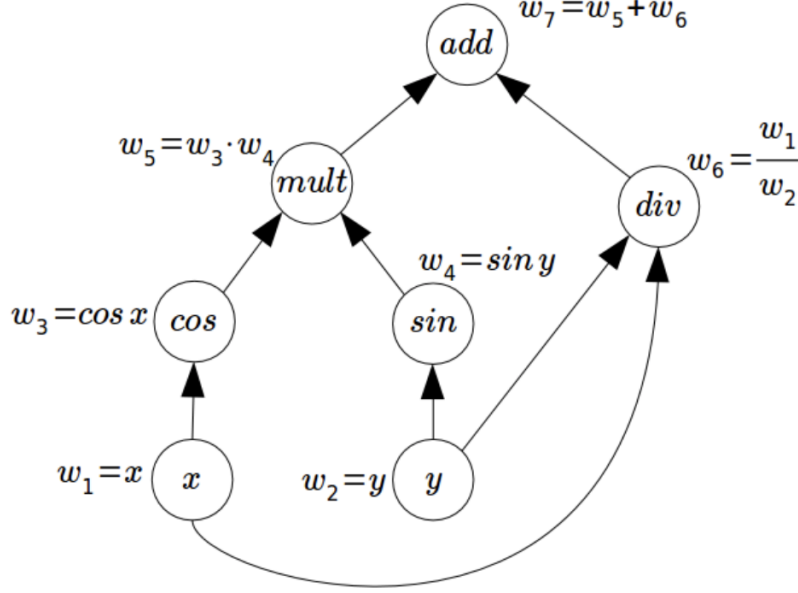 w₇=w₅+w₆
add
w₅=w₃·w₄
mult
w₆=w₁/w₂
div
w₄=sin y
w₃=cos x
cos
sin
w₁=x
x
w₂=y
y